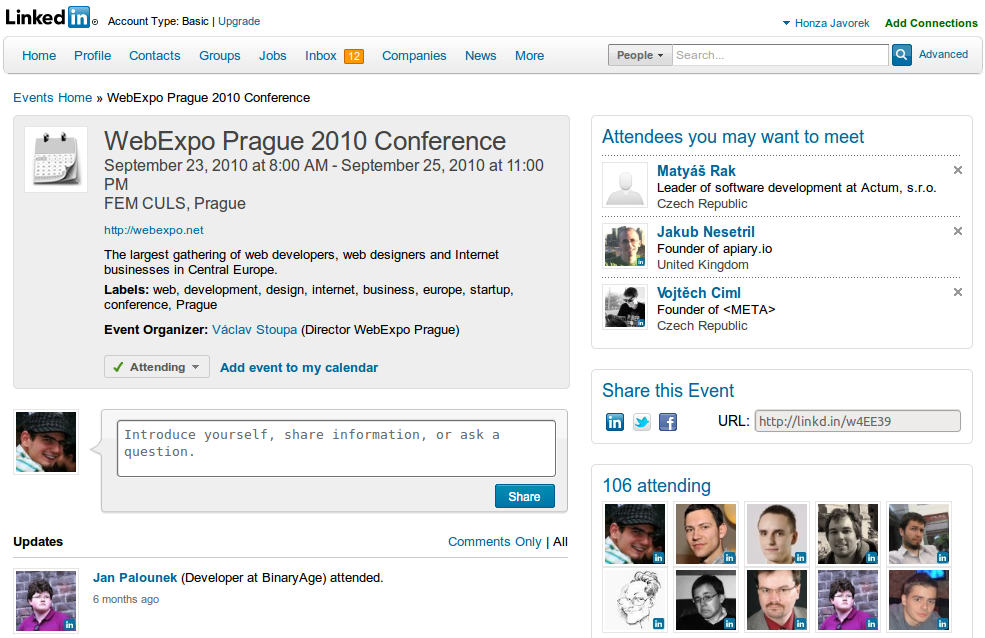 Linked in Account Type: Basic | Upgrade
Honza Javorek Add Connections
Home Profile Contacts Groups Jobs Inbox 12 Companies News More People Search... Advanced
Events Home » WebExpo Prague 2010 Conference
WebExpo Prague 2010 Conference
September 23, 2010 at 8:00 AM - September 25, 2010 at 11:00
PM
FEM CULS, Prague
http://webexpo.net
The largest gathering of web developers, web designers and Internet
businesses in Central Europe.
Labels: web, development, design, internet, business, europe, startup,
conference, Prague
Event Organizer: Václav Stoupa (Director WebExpo Prague)
Attending Add event to my calendar
Introduce yourself, share information, or ask a
question.
Share
Updates Comments Only | All
Jan Palounek (Developer at BinaryAge) attended.
6 months ago
Attendees you may want to meet
Matyáš Rak
Leader of software development at Actum, s.r.o.
Czech Republic
Jakub Nesetril
Founder of apiary.io
United Kingdom
Vojtěch Ciml
Founder of <META>
Czech Republic
Share this Event
URL: http://linkd.in/w4EE39
106 attending